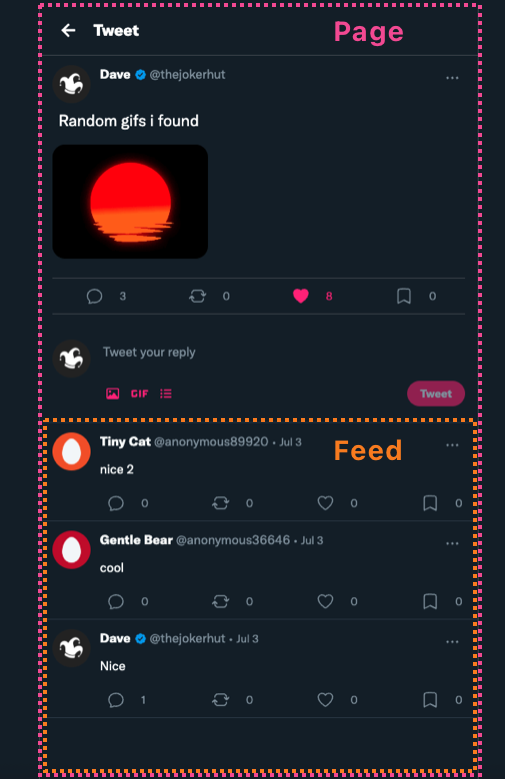 Tweet
Page
Dave @thejokerhut
Random gifs i found
3 0 8 0
Tweet your reply
GIF Tweet
Tiny Cat @anonymous89920 • Jul 3
Feed
nice 2
0 0 0 0
Gentle Bear @anonymous36646 • Jul 3
cool
0 0 0 0
Dave @thejokerhut • Jul 3
Nice
1 0 0 0